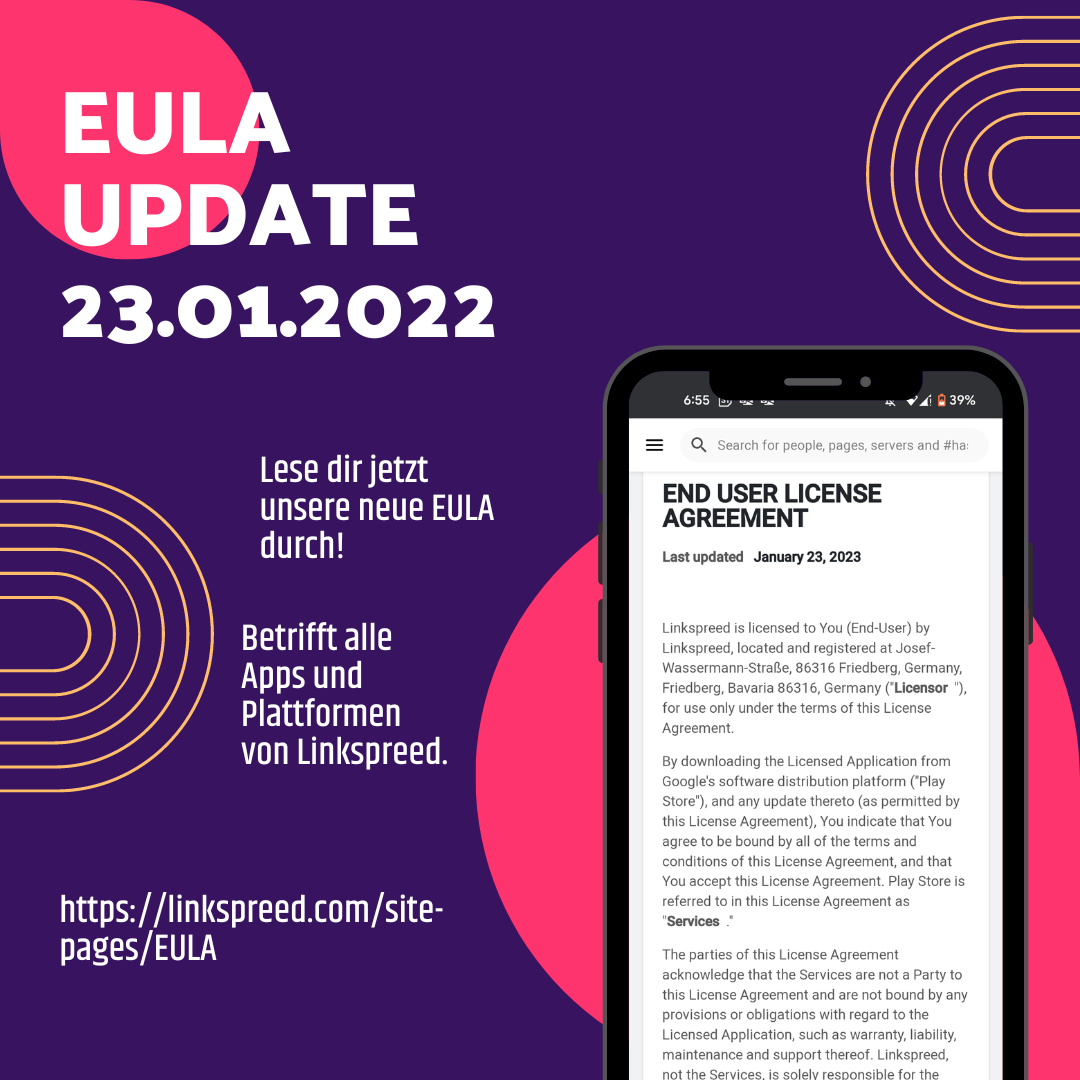 EULA
UPDATE
23.01.2022
Lese dir jetzt
unsere neue EULA
durch!
Betrifft alle
Apps und
Plattformen
von Linkspreed.
https://linkspreed.com/site-
pages/EULA
6:55
39%
Search for people, pages, servers and #ha
END USER LICENSE
AGREEMENT
Last updated January 23, 2023
Linkspreed is licensed to You (End-User) by
Linkspreed, located and registered at Josef-
Wassermann-Straße, 86316 Friedberg, Germany,
Friedberg, Bavaria 86316, Germany ("Licensor "),
for use only under the terms of this License
Agreement.
By downloading the Licensed Application from
Google's software distribution platform ("Play
Store"), and any update thereto (as permitted by
this License Agreement), You indicate that You
agree to be bound by all of the terms and
conditions of this License Agreement, and that
You accept this License Agreement. Play Store is
referred to in this License Agreement as
"Services ."
The parties of this License Agreement
acknowledge that the Services are not a Party to
this License Agreement and are not bound by any
provisions or obligations with regard to the
Licensed Application, such as warranty, liability,
maintenance and support thereof. Linkspreed,
not the Services, is solely responsible for the